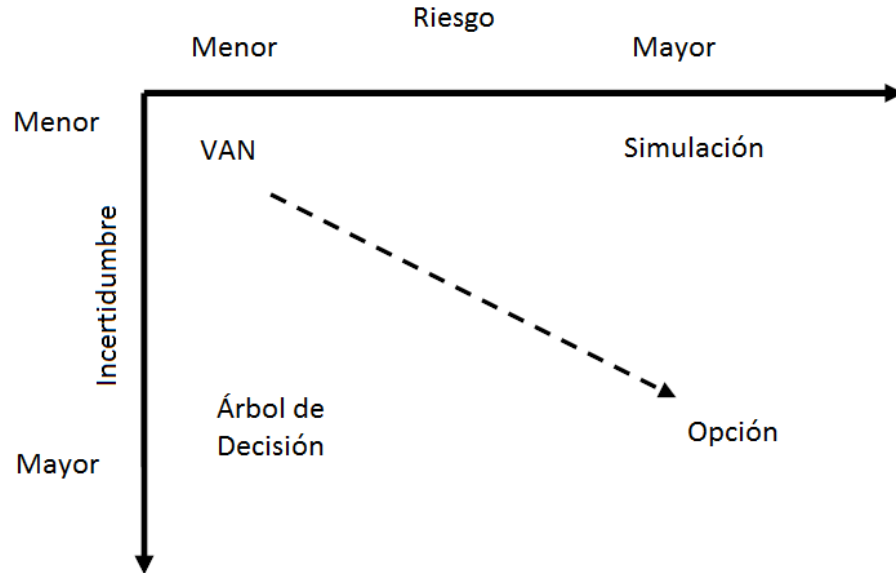 Riesgo
Menor
Mayor
Menor
VAN
Simulación
Incertidumbre
Árbol de
Decisión
Opción
Mayor